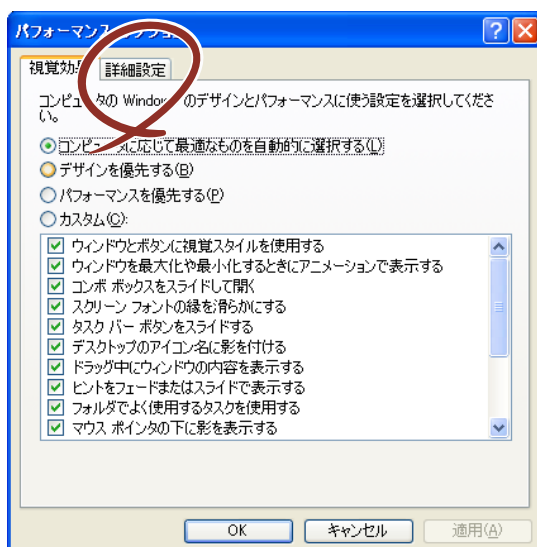 パフォーマンス
視覚効 詳細設定
コンピュータの Windows のデザインとパフォーマンスに使う設定を選択してくださ
い。
コンピュータに応じて最適なものを自動的に選択する(L)
デザインを優先する(B)
パフォーマンスを優先する(P)
カスタム(C):
ウィンドウとボタンに視覚スタイルを使用する
ウィンドウを最大化や最小化するときにアニメーションで表示する
コンボ ボックスをスライドして開く
スクリーン フォントの縁を滑らかにする
タスク バー ボタンをスライドする
デスクトップのアイコン名に影を付ける
ドラッグ中にウィンドウの内容を表示する
ヒントをフェードまたはスライドで表示する
フォルダでよく使用するタスクを使用する
マウス ポインタの下に影を表示する
OK キャンセル 適用(A)